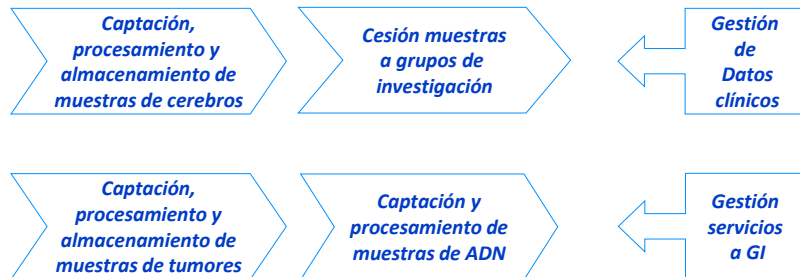 Captación,
procesamiento y
almacenamiento de
muestras de cerebros
Cesión muestras
a grupos de
investigación
Gestión
de
Datos
clínicos
Captación,
procesamiento y
almacenamiento de
muestras de tumores
Captación y
procesamiento de
muestras de ADN
Gestión
servicios
a GI